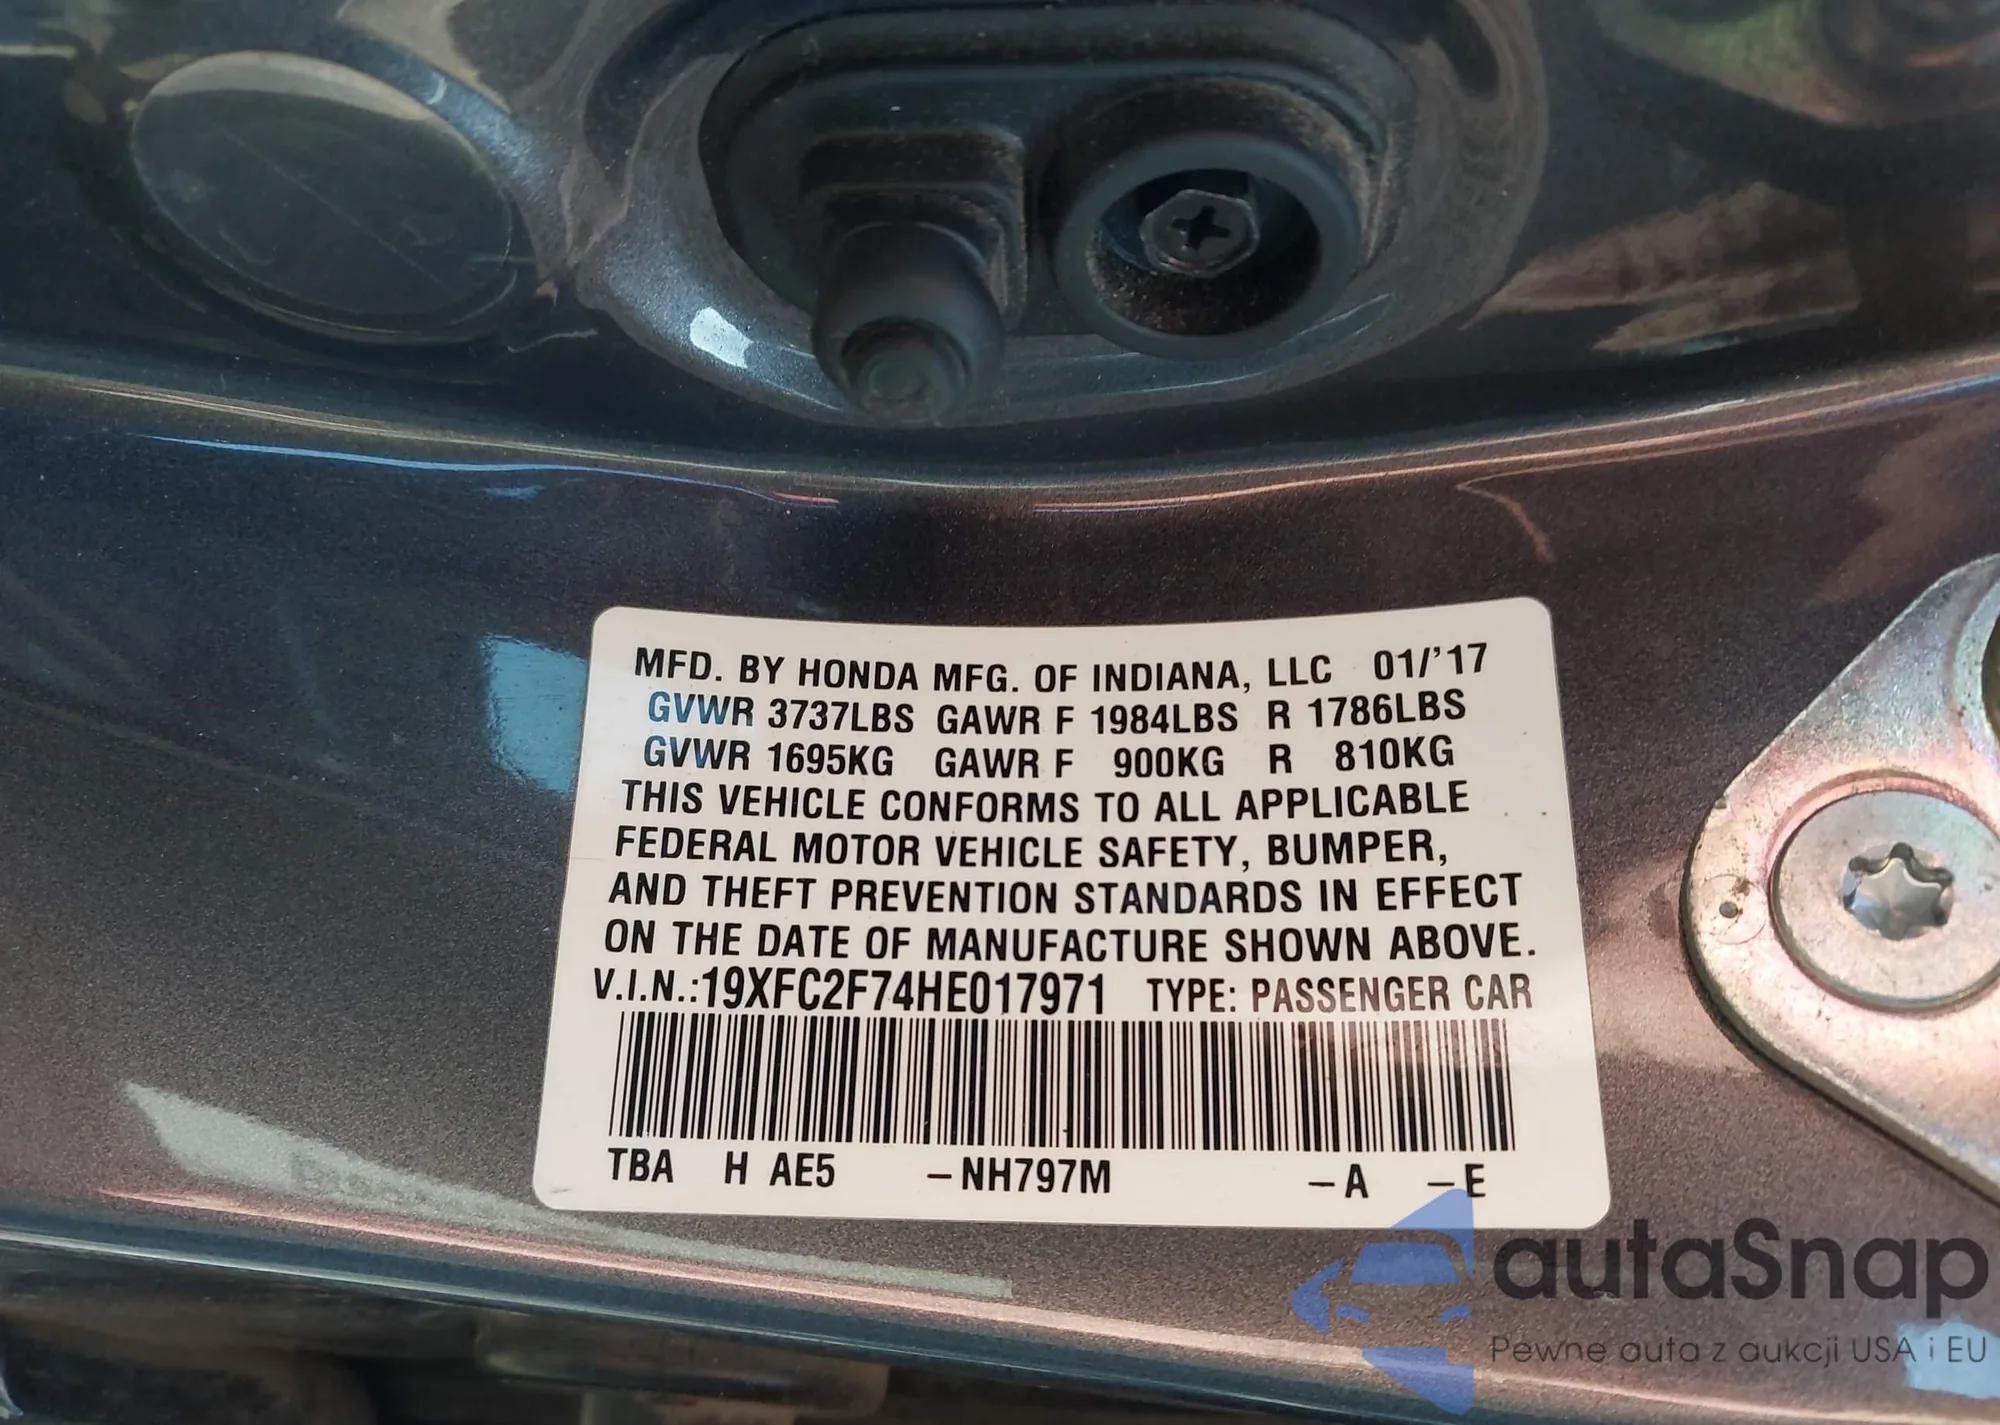 MFD. BY HONDA MFG. OF INDIANA, LLC 01/'17
GVWR 3737LBS GAWR F 1984LBS R 1786LBS
GVWR 1695KG GAWR F 900KG R 810KG
THIS VEHICLE CONFORMS TO ALL APPLICABLE
FEDERAL MOTOR VEHICLE SAFETY, BUMPER,
AND THEFT PREVENTION STANDARDS IN EFFECT
ON THE DATE OF MANUFACTURE SHOWN ABOVE.
V.I.N.:19XFC2F74HE017971 TYPE: PASSENGER CAR
TBA H AE5 –NH797M –A –E
autaSnap
Pewne auta z aukcji USA i EU